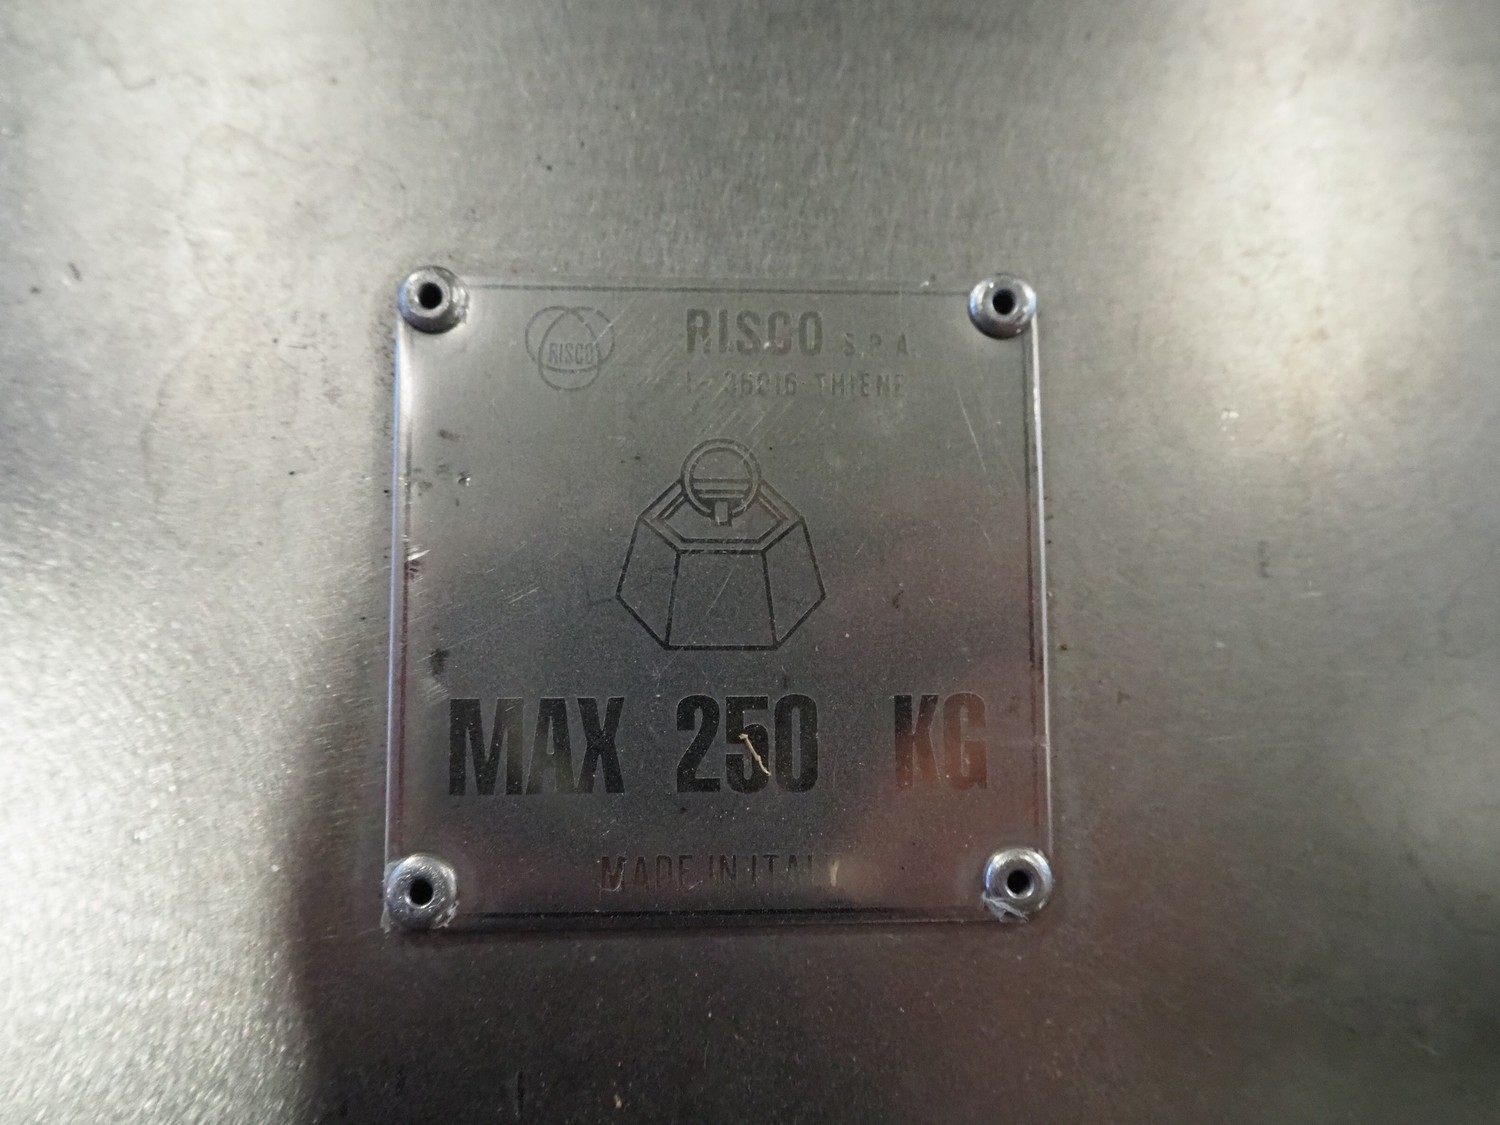 RISCO
RISCO S.P.A.
I - 36016 THIENE
MAX 250 KG
MADE IN ITALY